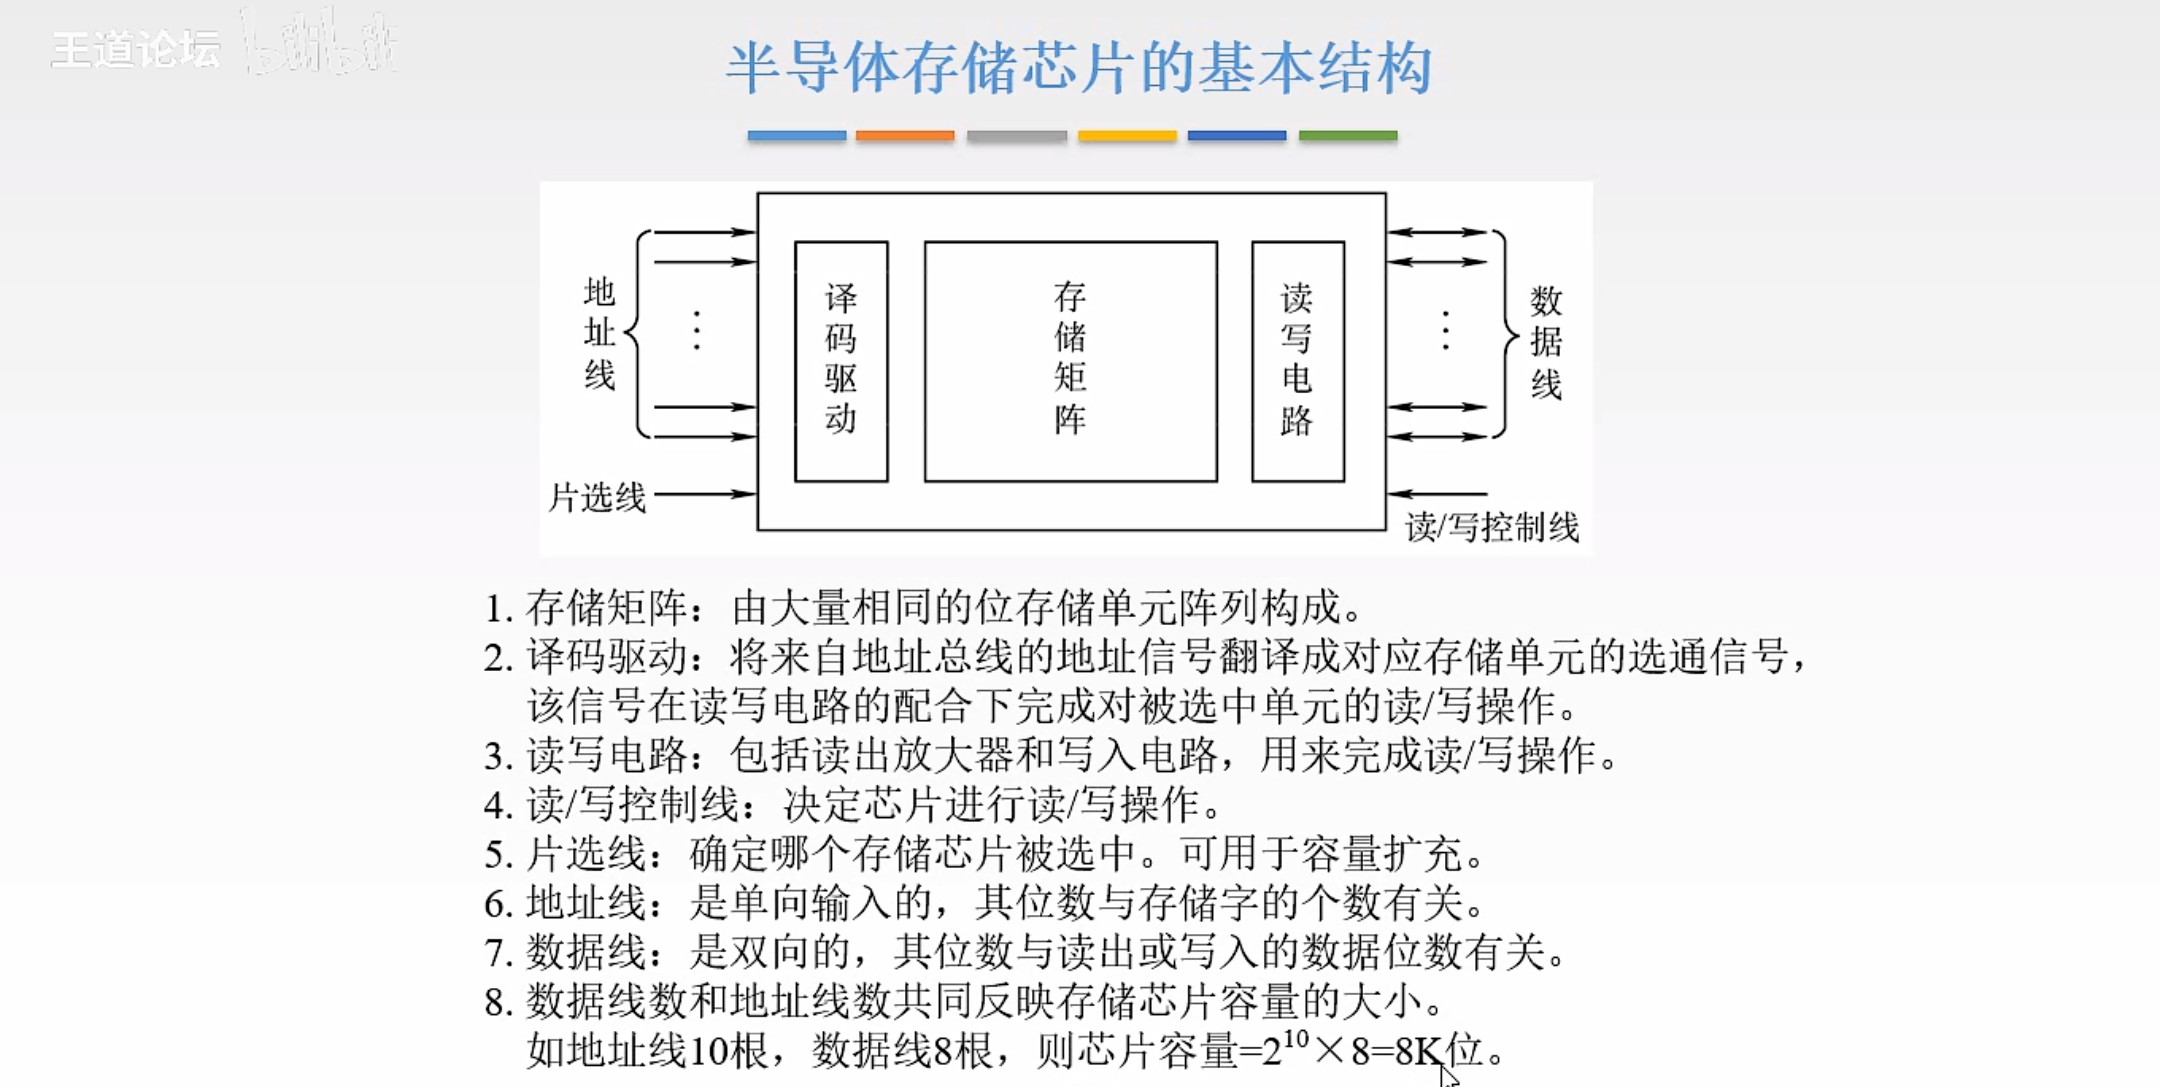 王道论坛 bilibili
半导体存储芯片的基本结构
地址线
片选线
译码驱动
存储矩阵
读写电路
数据线
读/写控制线
1. 存储矩阵：由大量相同的位存储单元阵列构成。
2. 译码驱动：将来自地址总线的地址信号翻译成对应存储单元的选通信号，
该信号在读写电路的配合下完成对被选中单元的读/写操作。
3. 读写电路：包括读出放大器和写入电路，用来完成读/写操作。
4. 读/写控制线：决定芯片进行读/写操作。
5. 片选线：确定哪个存储芯片被选中。可用于容量扩充。
6. 地址线：是单向输入的，其位数与存储字的个数有关。
7. 数据线：是双向的，其位数与读出或写入的数据位数有关。
8. 数据线数和地址线数共同反映存储芯片容量的大小。
如地址线10根，数据线8根，则芯片容量=2¹⁰×8=8K位。